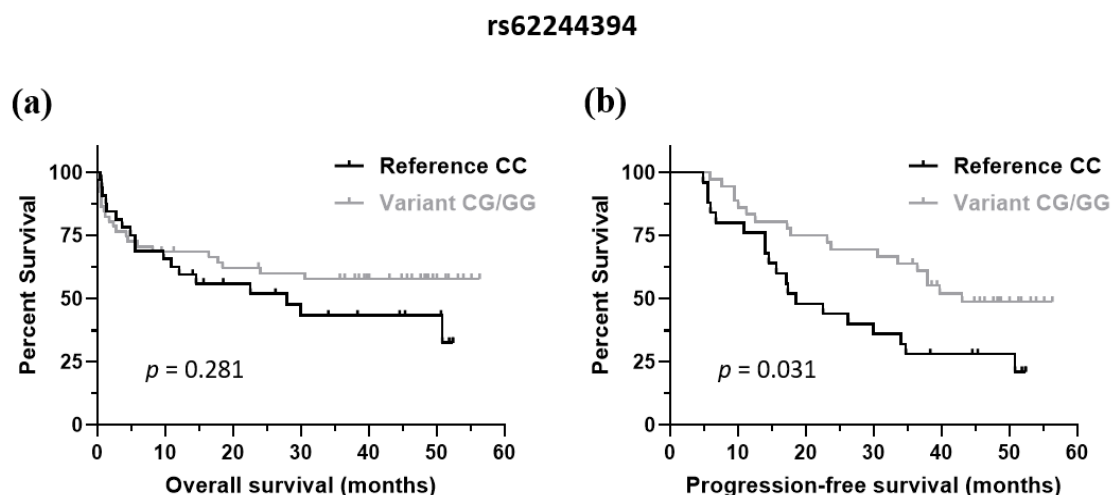 rs62244394
(a)
Reference CC
Variant CG/GG
Percent Survival
100
75
50
25
0
p = 0.281
0 10 20 30 40 50 60
Overall survival (months)
(b)
Reference CC
Variant CG/GG
Percent Survival
100
75
50
25
0
p = 0.031
0 10 20 30 40 50 60
Progression-free survival (months)